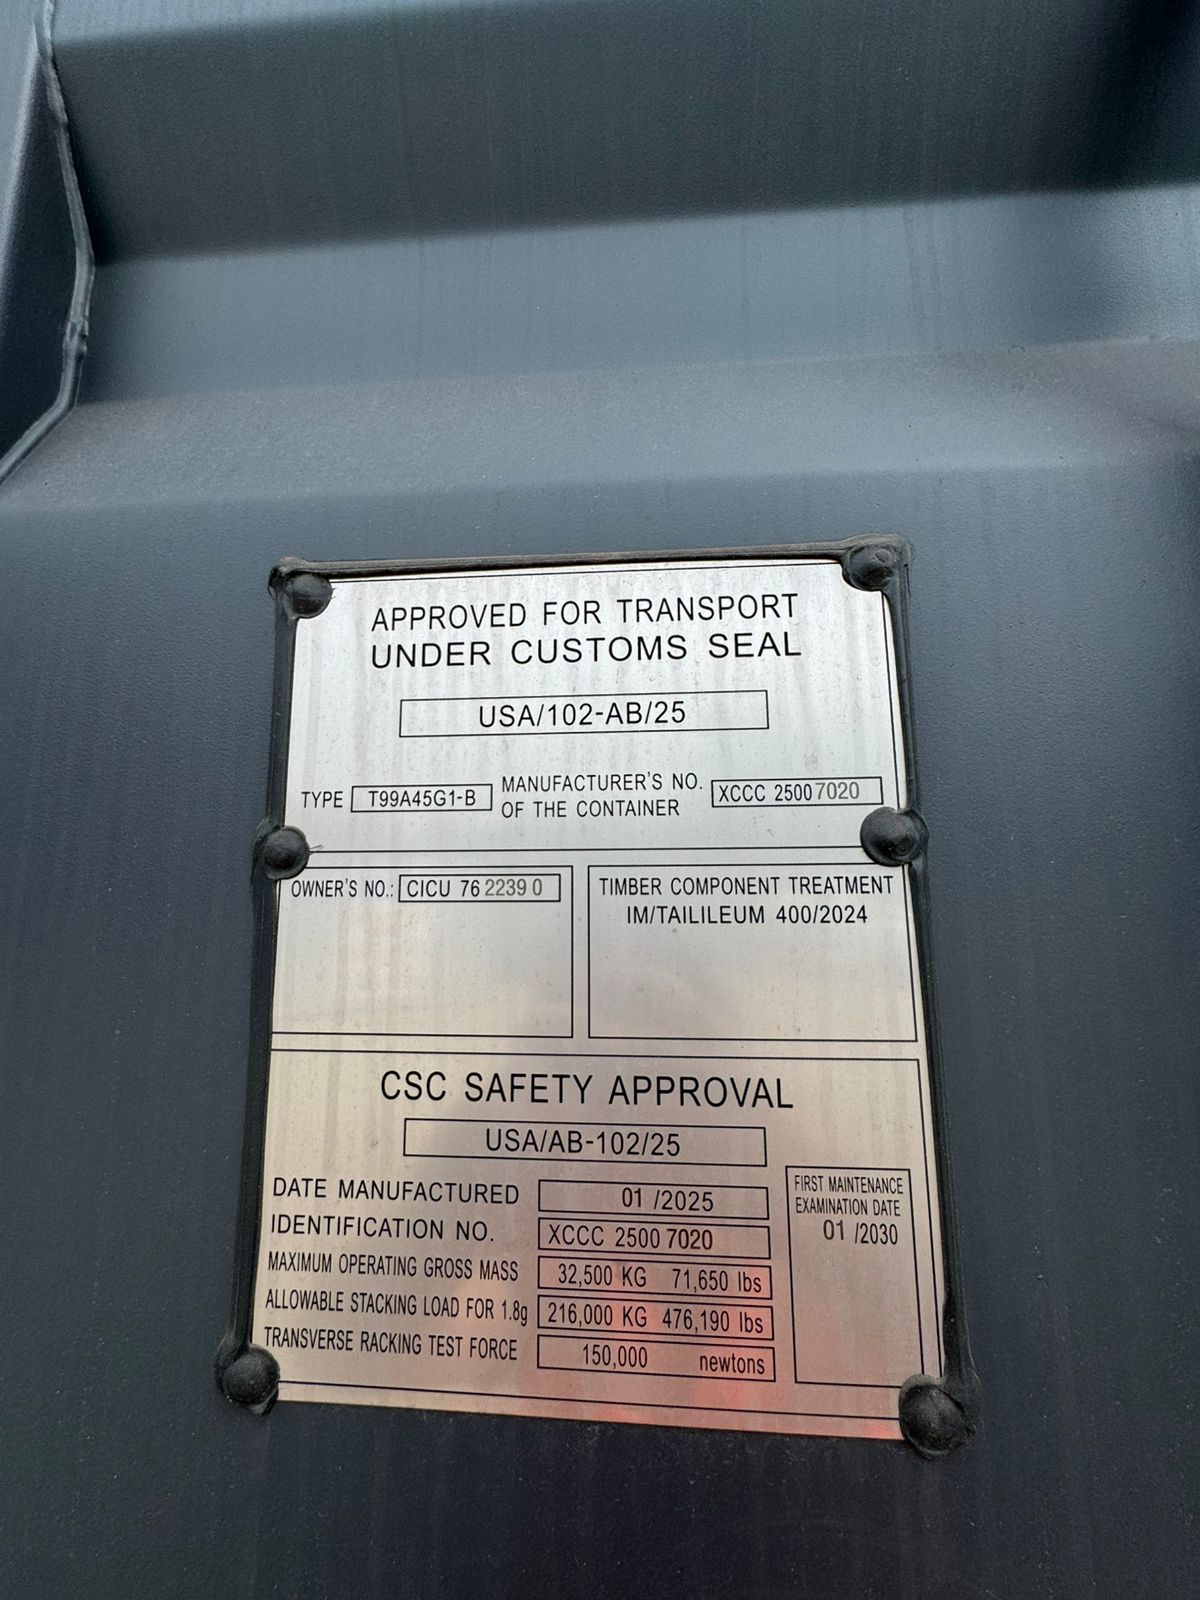 APPROVED FOR TRANSPORT
UNDER CUSTOMS SEAL
USA/102-AB/25
TYPE T99A45G1-B MANUFACTURER'S NO. OF THE CONTAINER XCCC 25007020
OWNER'S NO.: CICU 76 2239 0
TIMBER COMPONENT TREATMENT
IM/TAILILEUM 400/2024
CSC SAFETY APPROVAL
USA/AB-102/25
DATE MANUFACTURED 01 /2025
IDENTIFICATION NO. XCCC 2500 7020
MAXIMUM OPERATING GROSS MASS 32,500 KG 71,650 lbs
ALLOWABLE STACKING LOAD FOR 1.8g 216,000 KG 476,190 lbs
TRANSVERSE RACKING TEST FORCE 150,000 newtons
FIRST MAINTENANCE
EXAMINATION DATE
01 /2030